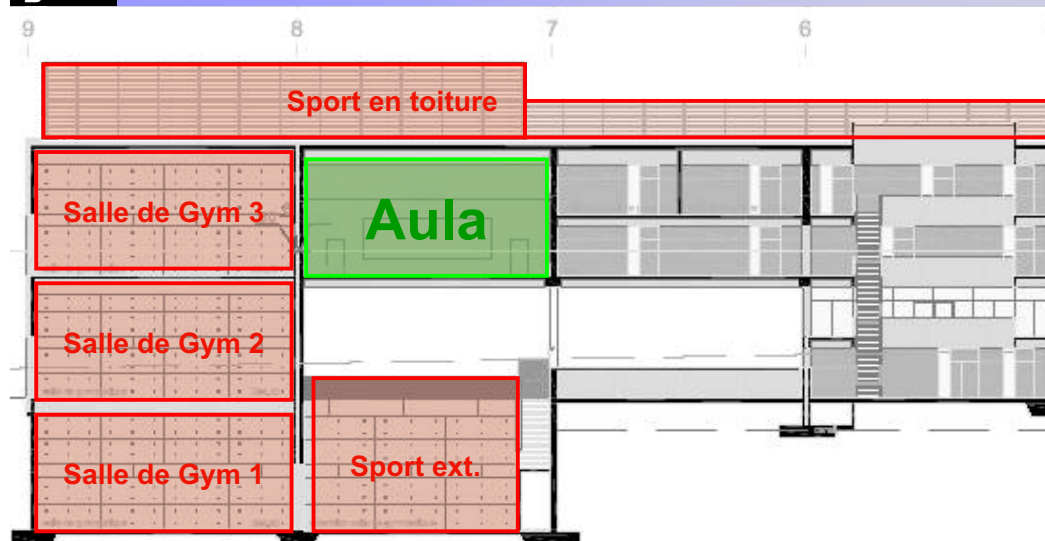 9 8 7 6
Sport en toiture
Salle de Gym 3
Aula
Salle de Gym 2
Salle de Gym 1
Sport ext.